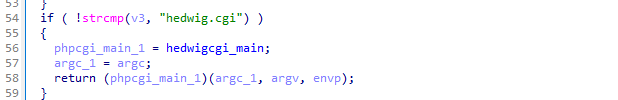 53 }
54 if ( !strcmp(v3, "hedwig.cgi") )
55 {
56 phpcgi_main_1 = hedwigcgi_main;
57 argc_1 = argc;
58 return (phpcgi_main_1)(argc_1, argv, envp);
59 }